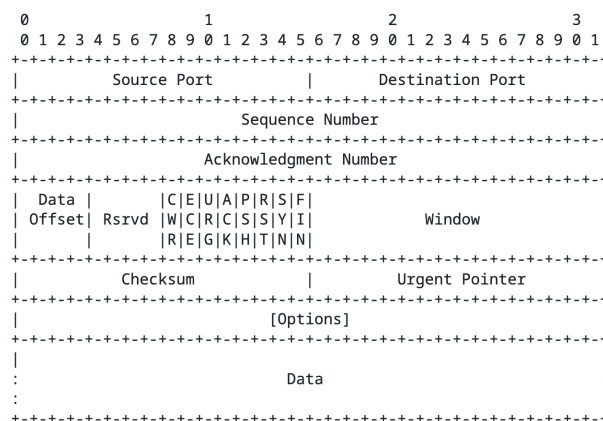 0                   1                   2                   3
 0 1 2 3 4 5 6 7 8 9 0 1 2 3 4 5 6 7 8 9 0 1 2 3 4 5 6 7 8 9 0 1
+-+-+-+-+-+-+-+-+-+-+-+-+-+-+-+-+-+-+-+-+-+-+-+-+-+-+-+-+-+-+-+-
|          Source Port          |       Destination Port
+-+-+-+-+-+-+-+-+-+-+-+-+-+-+-+-+-+-+-+-+-+-+-+-+-+-+-+-+-+-+-+-
|                        Sequence Number
+-+-+-+-+-+-+-+-+-+-+-+-+-+-+-+-+-+-+-+-+-+-+-+-+-+-+-+-+-+-+-+-
|                    Acknowledgment Number
+-+-+-+-+-+-+-+-+-+-+-+-+-+-+-+-+-+-+-+-+-+-+-+-+-+-+-+-+-+-+-+-
|  Data |       |C|E|U|A|P|R|S|F|
| Offset| Rsrvd |W|C|R|C|S|S|Y|I|            Window
|       |       |R|E|G|K|H|T|N|N|
+-+-+-+-+-+-+-+-+-+-+-+-+-+-+-+-+-+-+-+-+-+-+-+-+-+-+-+-+-+-+-+-
|           Checksum            |         Urgent Pointer
+-+-+-+-+-+-+-+-+-+-+-+-+-+-+-+-+-+-+-+-+-+-+-+-+-+-+-+-+-+-+-+-
|                           [Options]
+-+-+-+-+-+-+-+-+-+-+-+-+-+-+-+-+-+-+-+-+-+-+-+-+-+-+-+-+-+-+-+-
|
:                             Data
:
+-+-+-+-+-+-+-+-+-+-+-+-+-+-+-+-+-+-+-+-+-+-+-+-+-+-+-+-+-+-+-+-